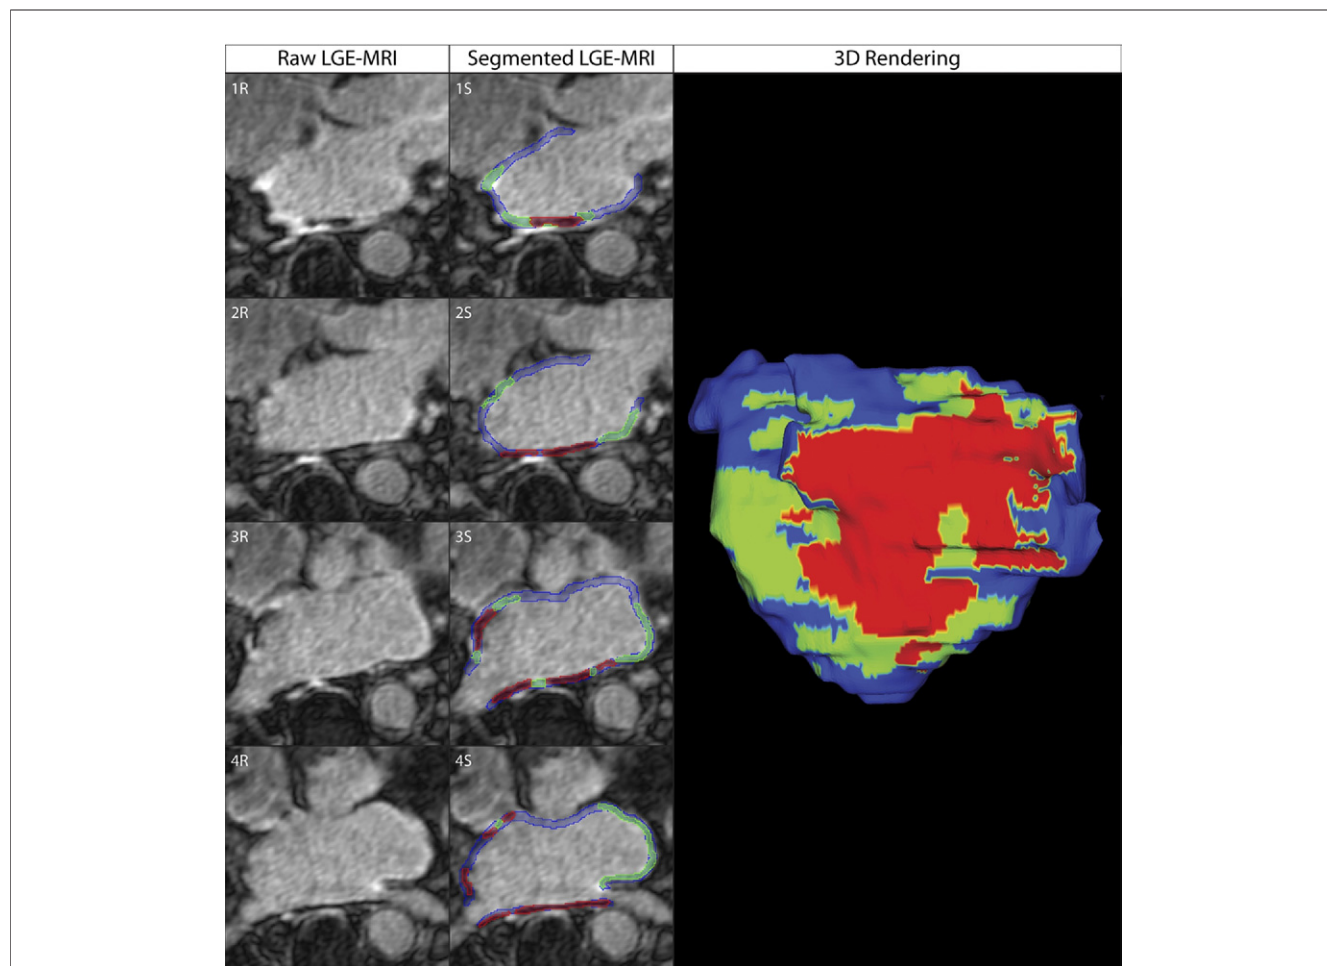 Raw LGE-MRI Segmented LGE-MRI 3D Rendering
1R 1S
2R 2S
3R 3S
4R 4S